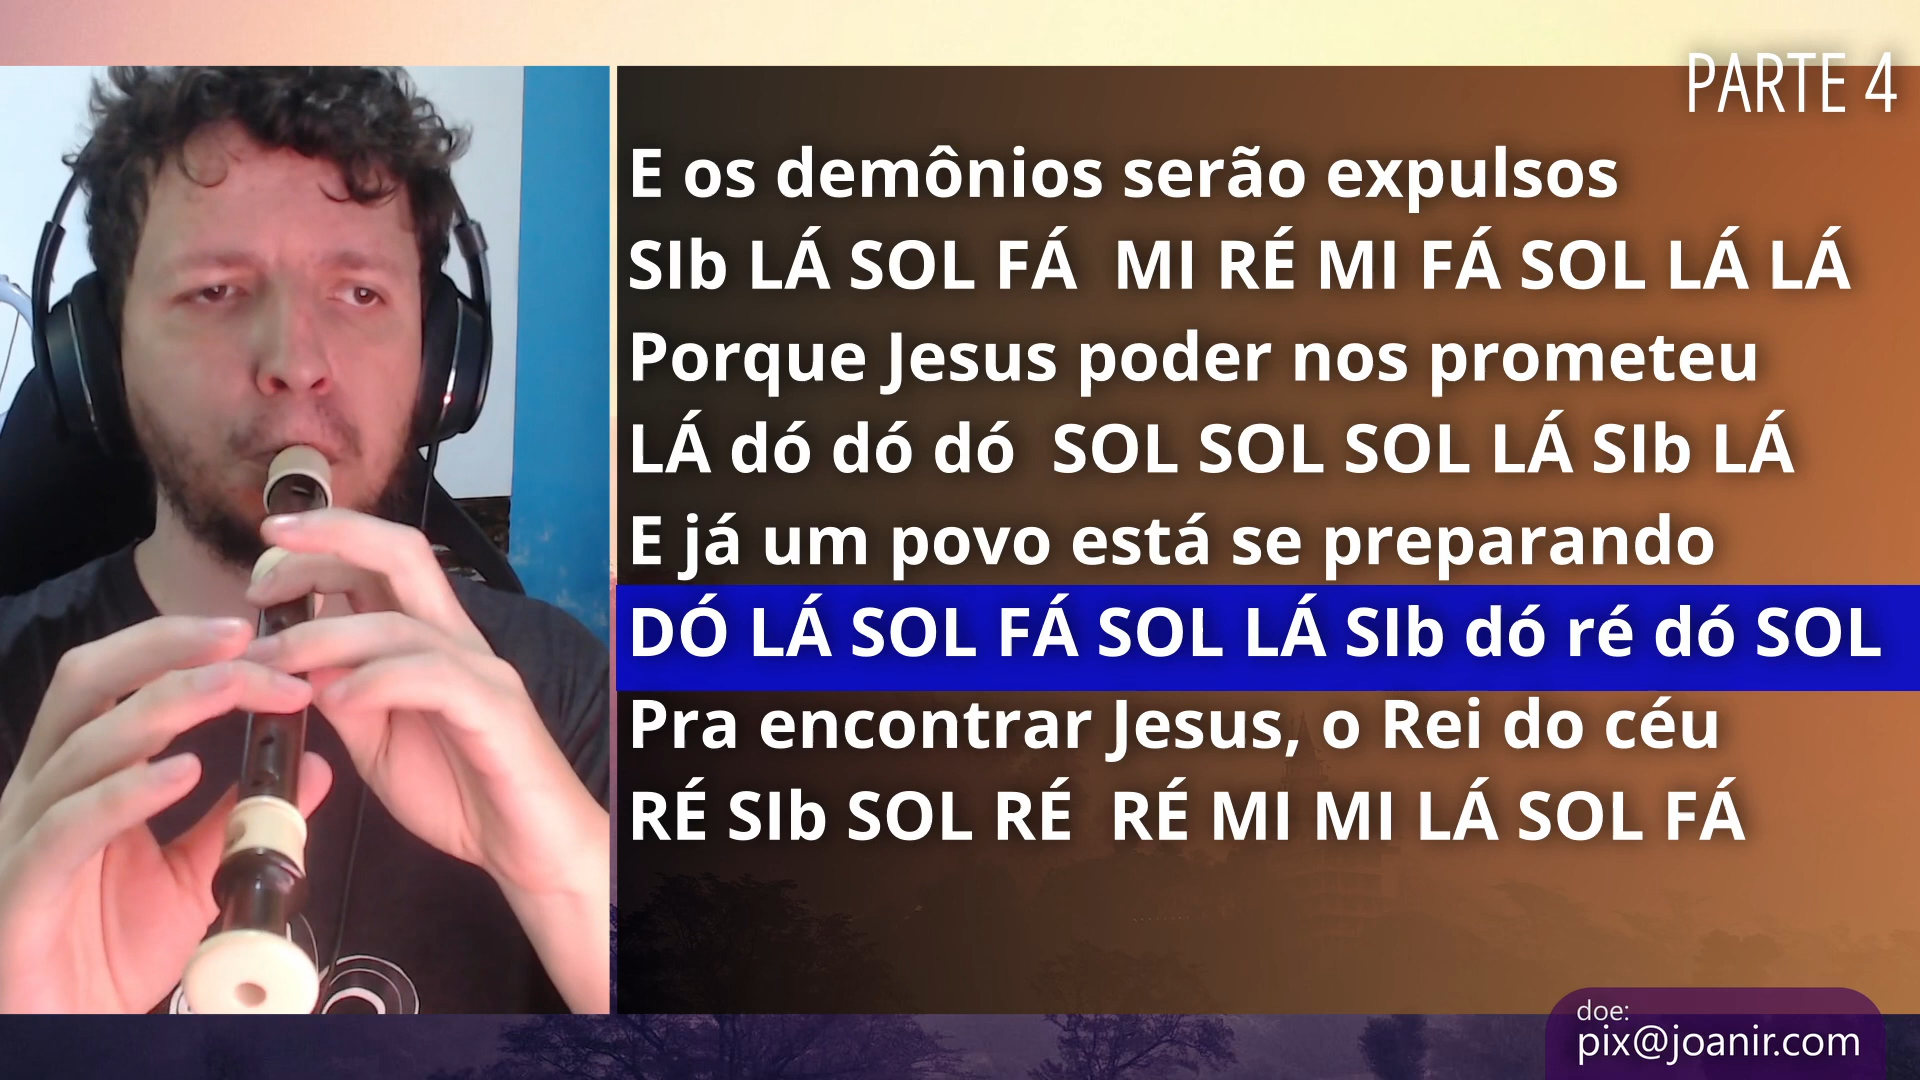 PARTE 4
E os demônios serão expulsos
SIb LÁ SOL FÁ  MI RÉ MI FÁ SOL LÁ LÁ
Porque Jesus poder nos prometeu
LÁ dó dó dó  SOL SOL SOL LÁ SIb LÁ
E já um povo está se preparando
DÓ LÁ SOL FÁ SOL LÁ SIb dó ré dó SOL
Pra encontrar Jesus, o Rei do céu
RÉ SIb SOL RÉ  RÉ MI MI LÁ SOL FÁ
doe:
pix@joanir.com